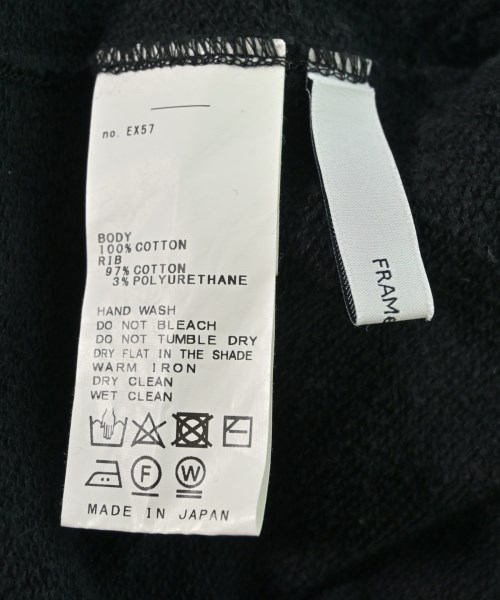 no. EX57
BODY
100% COTTON
RIB
97% COTTON
3% POLYURETHANE
HAND WASH
DO NOT BLEACH
DO NOT TUMBLE DRY
DRY FLAT IN THE SHADE
WARM IRON
DRY CLEAN
WET CLEAN
F W
MADE IN JAPAN